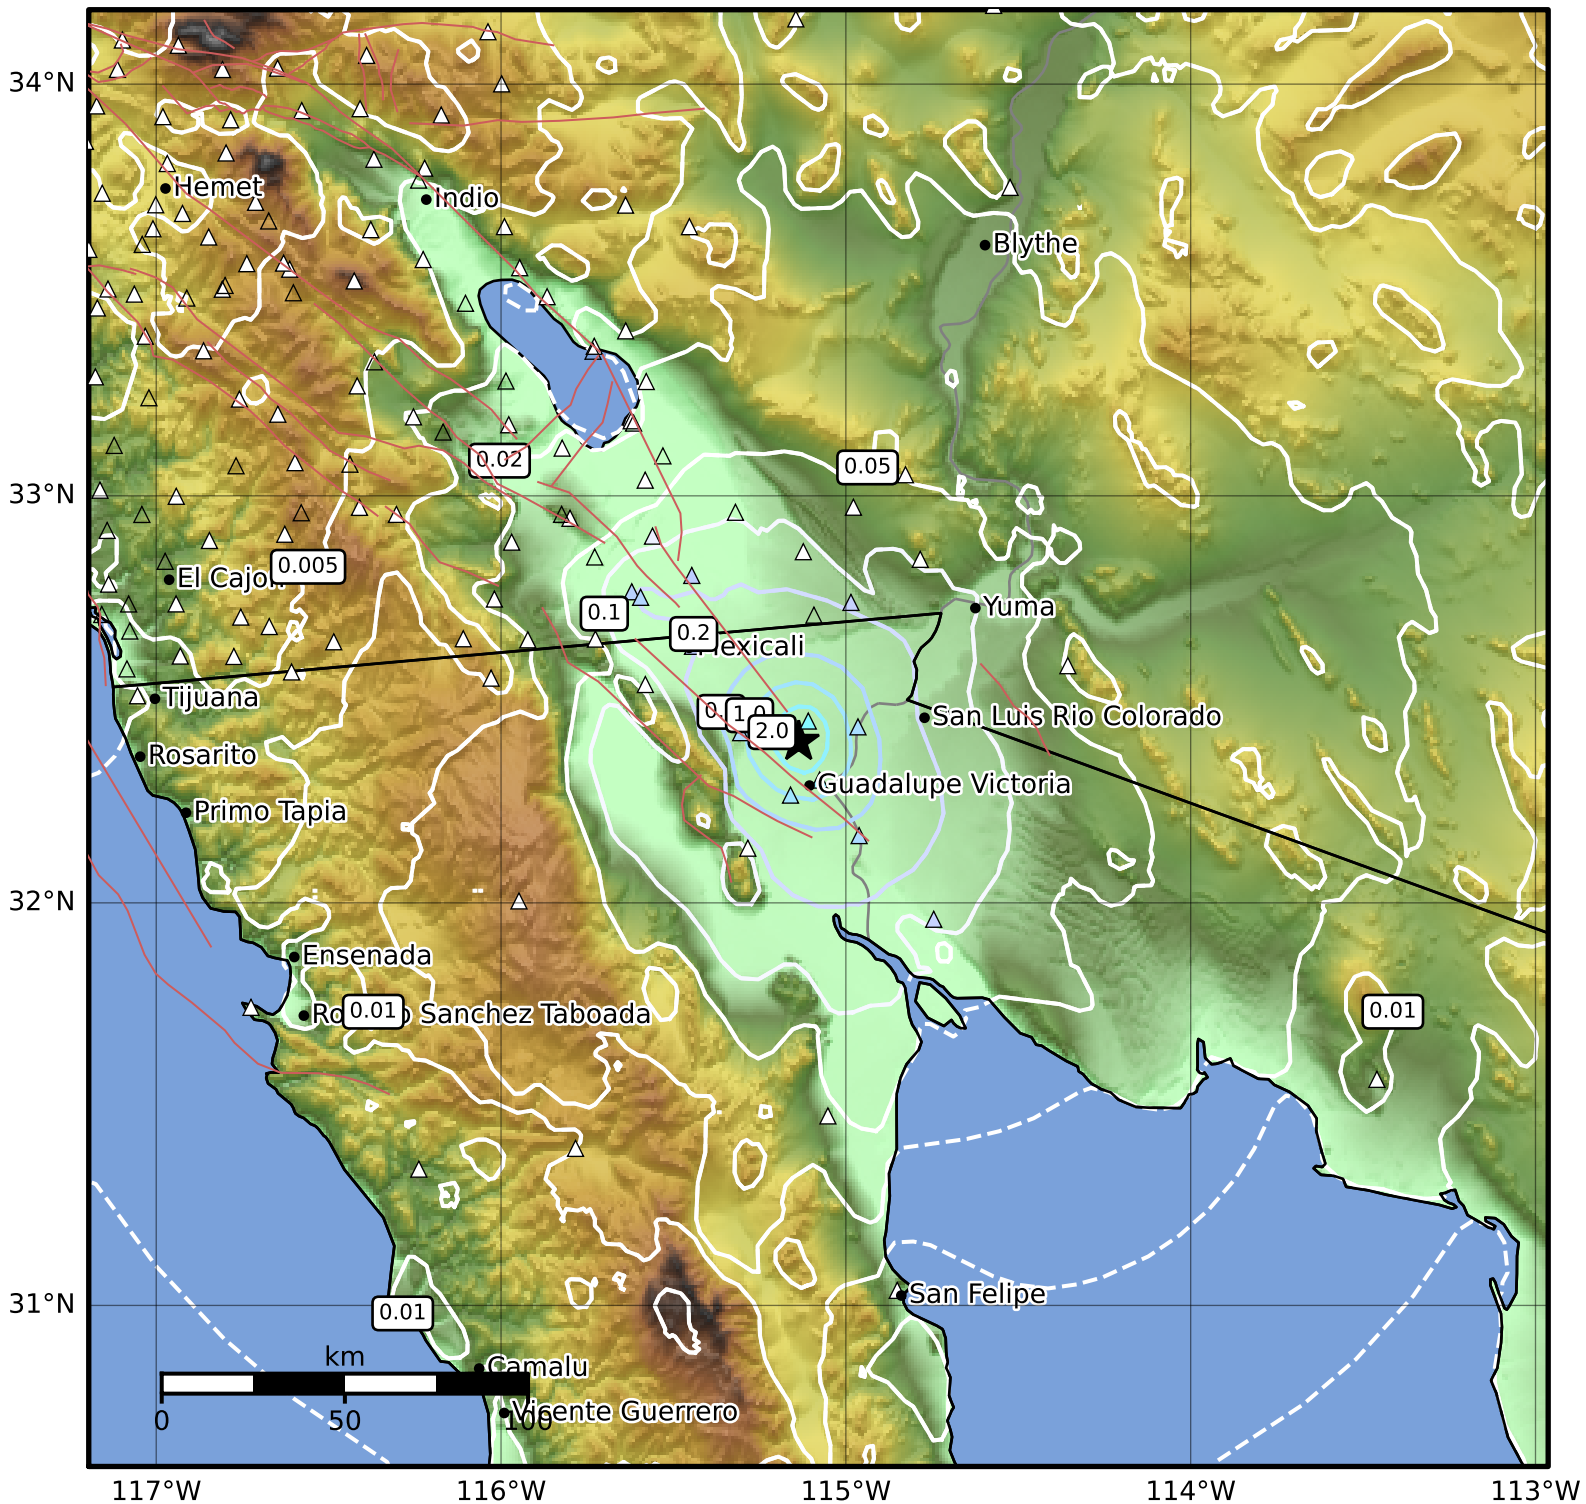 34°N
Hemet
Indio
Blythe
0.02
0.05
33°N
0.005
El Cajon
0.1
Yuma
0.2
Mexicali
Tijuana
1.0
San Luis Rio Colorado
2.0
Rosarito
Guadalupe Victoria
Primo Tapia
32°N
Ensenada
0.01
Sanchez Taboada
0.01
31°N
San Felipe
0.01
km
Camalu
0
50
100
Vicente Guerrero
117°W
116°W
115°W
114°W
113°W